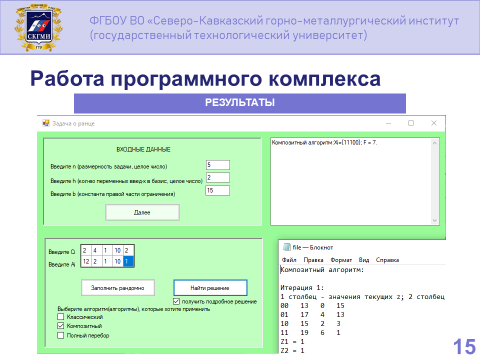 ФГБОУ ВО «Северо-Кавказский горно-металлургический институт
(государственный технологический университет)
СКГМИ
Работа программного комплекса
РЕЗУЛЬТАТЫ
Задача о ранце
ВХОДНЫЕ ДАННЫЕ
Введите n (размерность задачи, целое число) 5
Введите h (кол-во переменных ввод-х в базис, целое число) 2
Введите b (константа правой части ограничения) 15
Далее
Композитный алгоритм: Xi=(11100); F = 7.
Введите Ci 2 4 1 10 2
Введите Ai 12 2 1 10 1
Заполнить рандомно
Найти решение
получить подробное решение
Выберите алгоритм(алгоритмы), которые хотите применить
Классический
Композитный
Полный перебор
file — Блокнот
Файл Правка Формат Вид Справка
Композитный алгоритм:
Итерация 1:
1 столбец - значения текущих z; 2 столбец
00 13 0 15
01 17 4 13
10 15 2 3
11 19 6 1
Z1 = 1
Z2 = 1
15